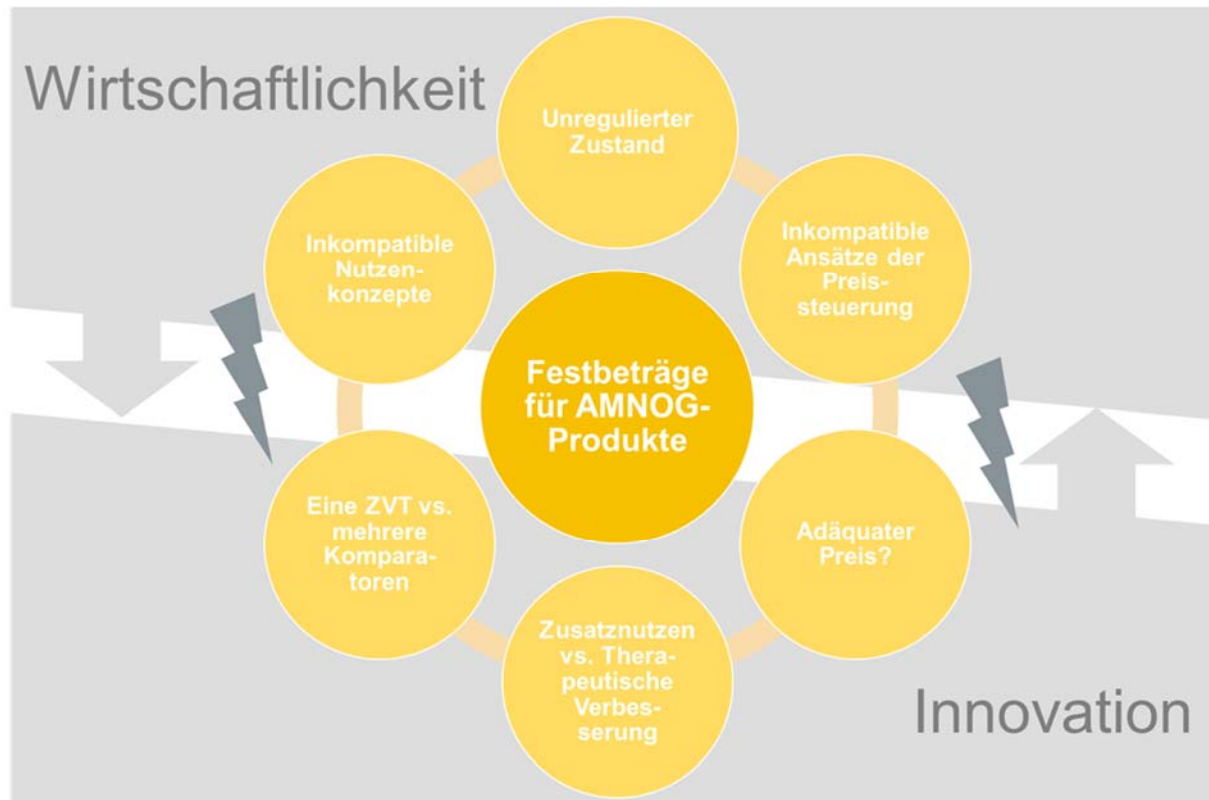 Wirtschaftlichkeit
Unregulierter
Zustand
Inkompatible
Ansätze der
Preis-
steuerung
Adäquater
Preis?
Zusatznutzen
vs. Thera-
peutische
Verbes-
serung
Eine ZVT vs.
mehrere
Kompara-
toren
Inkompatible
Nutzen-
konzepte
Festbeträge
für AMNOG-
Produkte
Innovation